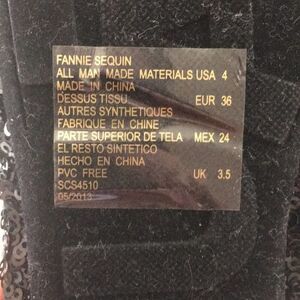 FANNIE SEQUIN
ALL MAN MADE MATERIALS USA 4
MADE IN CHINA
DESSUS TISSU EUR 36
AUTRES SYNTHETIQUES
FABRIQUE EN CHINE
PARTE SUPERIOR DE TELA MEX 24
EL RESTO SINTETICO
HECHO EN CHINA
PVC FREE UK 3.5
SCS4510
05/2013